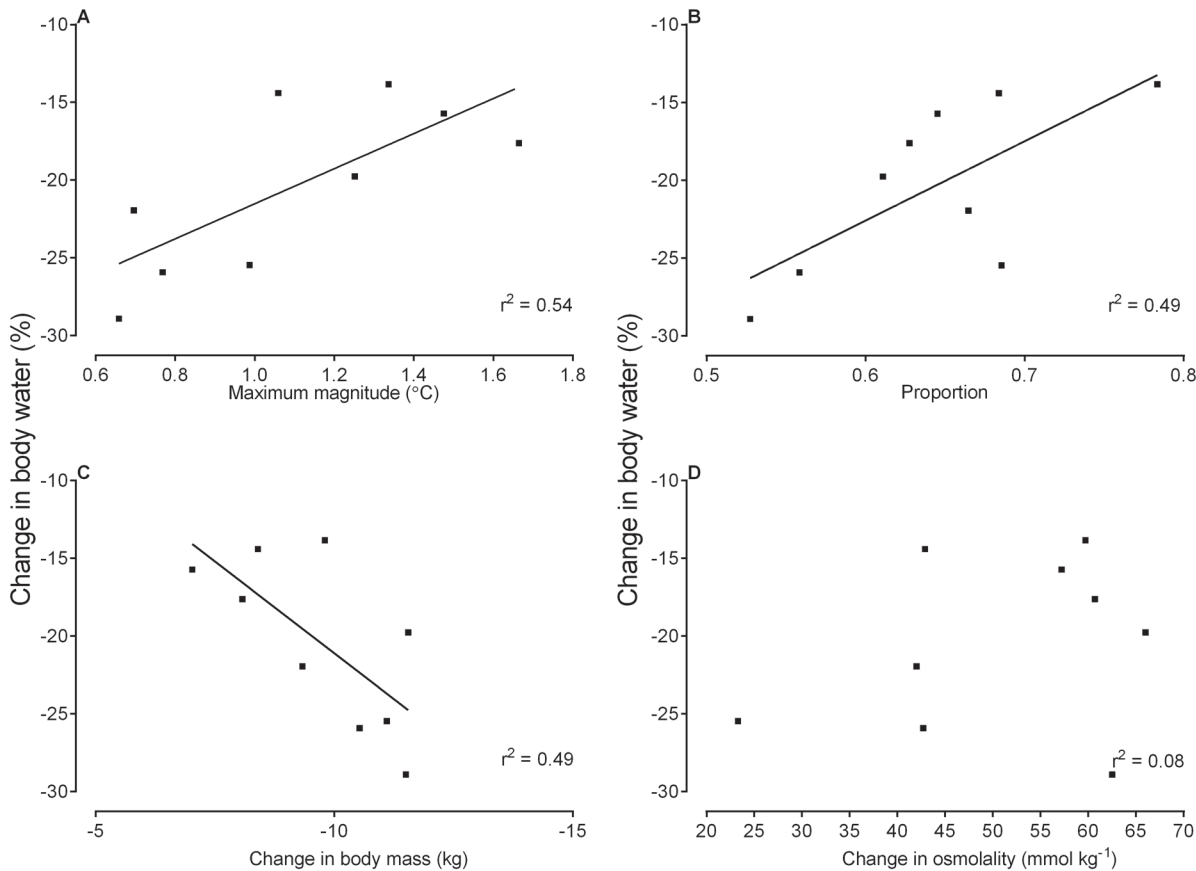 A
-10
-15
-20
-25
-30
r² = 0.54
0.6 0.8 1.0 1.2 1.4 1.6 1.8
Maximum magnitude (°C)
B
-10
-15
-20
-25
-30
r² = 0.49
0.5 0.6 0.7 0.8
Proportion
Change in body water (%)
Change in body water (%)
C
-10
-15
-20
-25
-30
r² = 0.49
-5 -10 -15
Change in body mass (kg)
D
-10
-15
-20
-25
-30
r² = 0.08
20 25 30 35 40 45 50 55 60 65 70
Change in osmolality (mmol kg⁻¹)